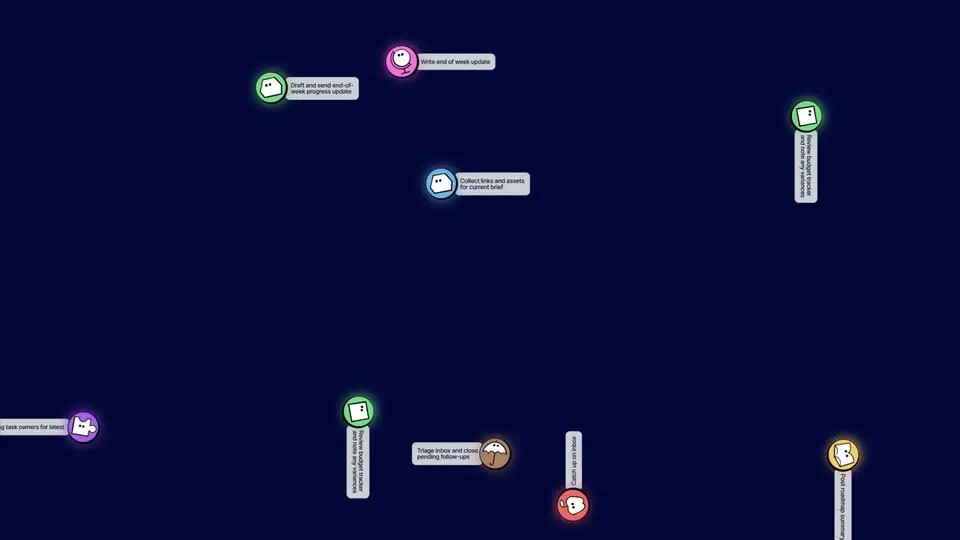 Write end of week update
Draft and send end-of-
week progress update
Review budget tracker
and note any variances
Collect links and assets
for current brief
g task owners for latest
Review budget tracker
and note any variances
Triage inbox and close
pending follow-ups
Catch up on inbox
Post roadmap summary